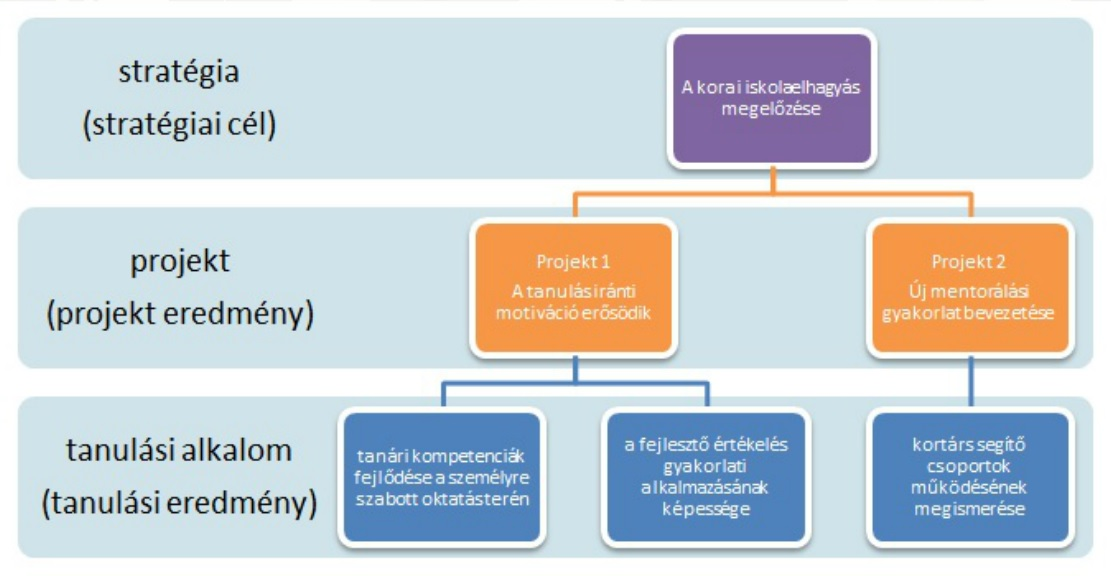 stratégia
(stratégiai cél)
A korai iskolaelhagyás
megelőzése
projekt
(projekt eredmény)
Projekt 1
A tanulás iránti
motiváció erősödik
Projekt 2
Új mentorálási
gyakorlat bevezetése
tanulási alkalom
(tanulási eredmény)
tanári kompetenciák
fejlődése a személyre
szabott oktatás terén
a fejlesztő értékelés
gyakorlati
alkalmazásának
képessége
kortárs segítő
csoportok
működésének
megismerése